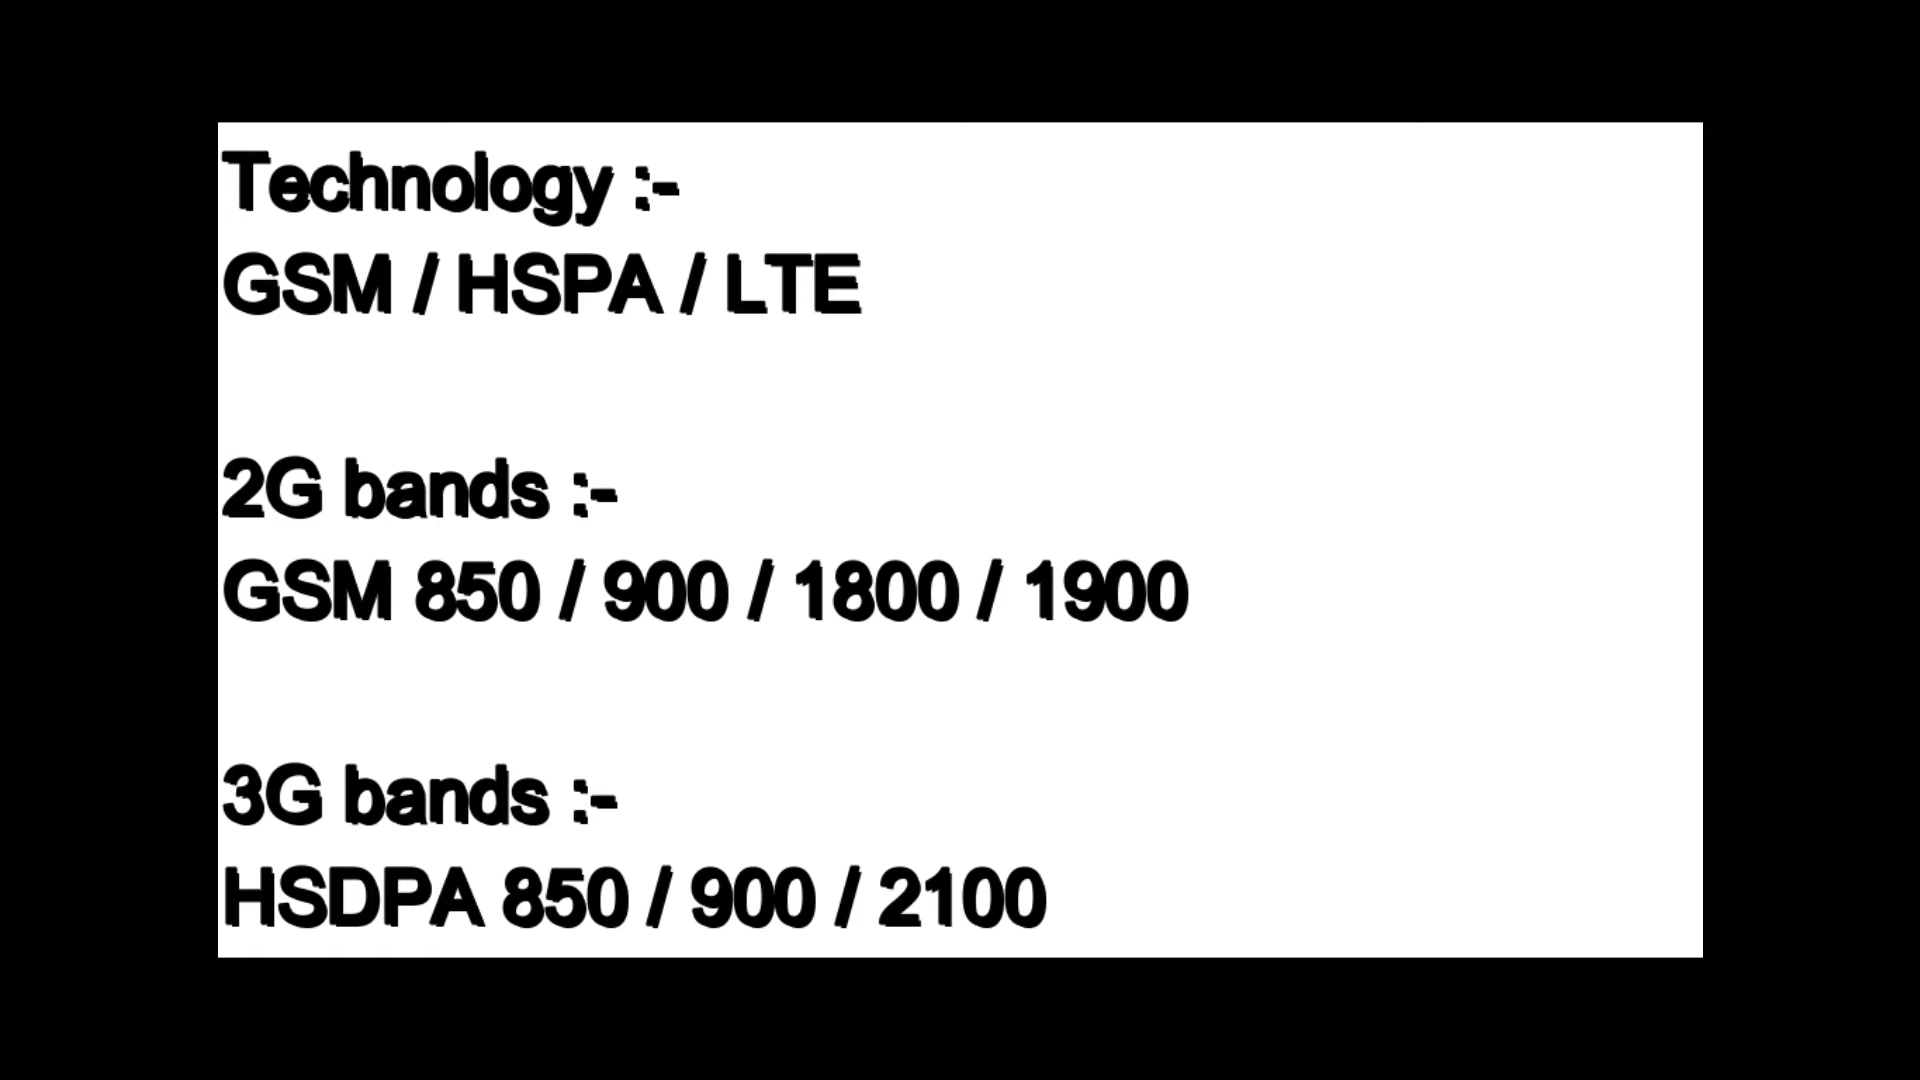 Technology :-
GSM / HSPA / LTE
2G bands :-
GSM 850 / 900 / 1800 / 1900
3G bands :-
HSDPA 850 / 900 / 2100